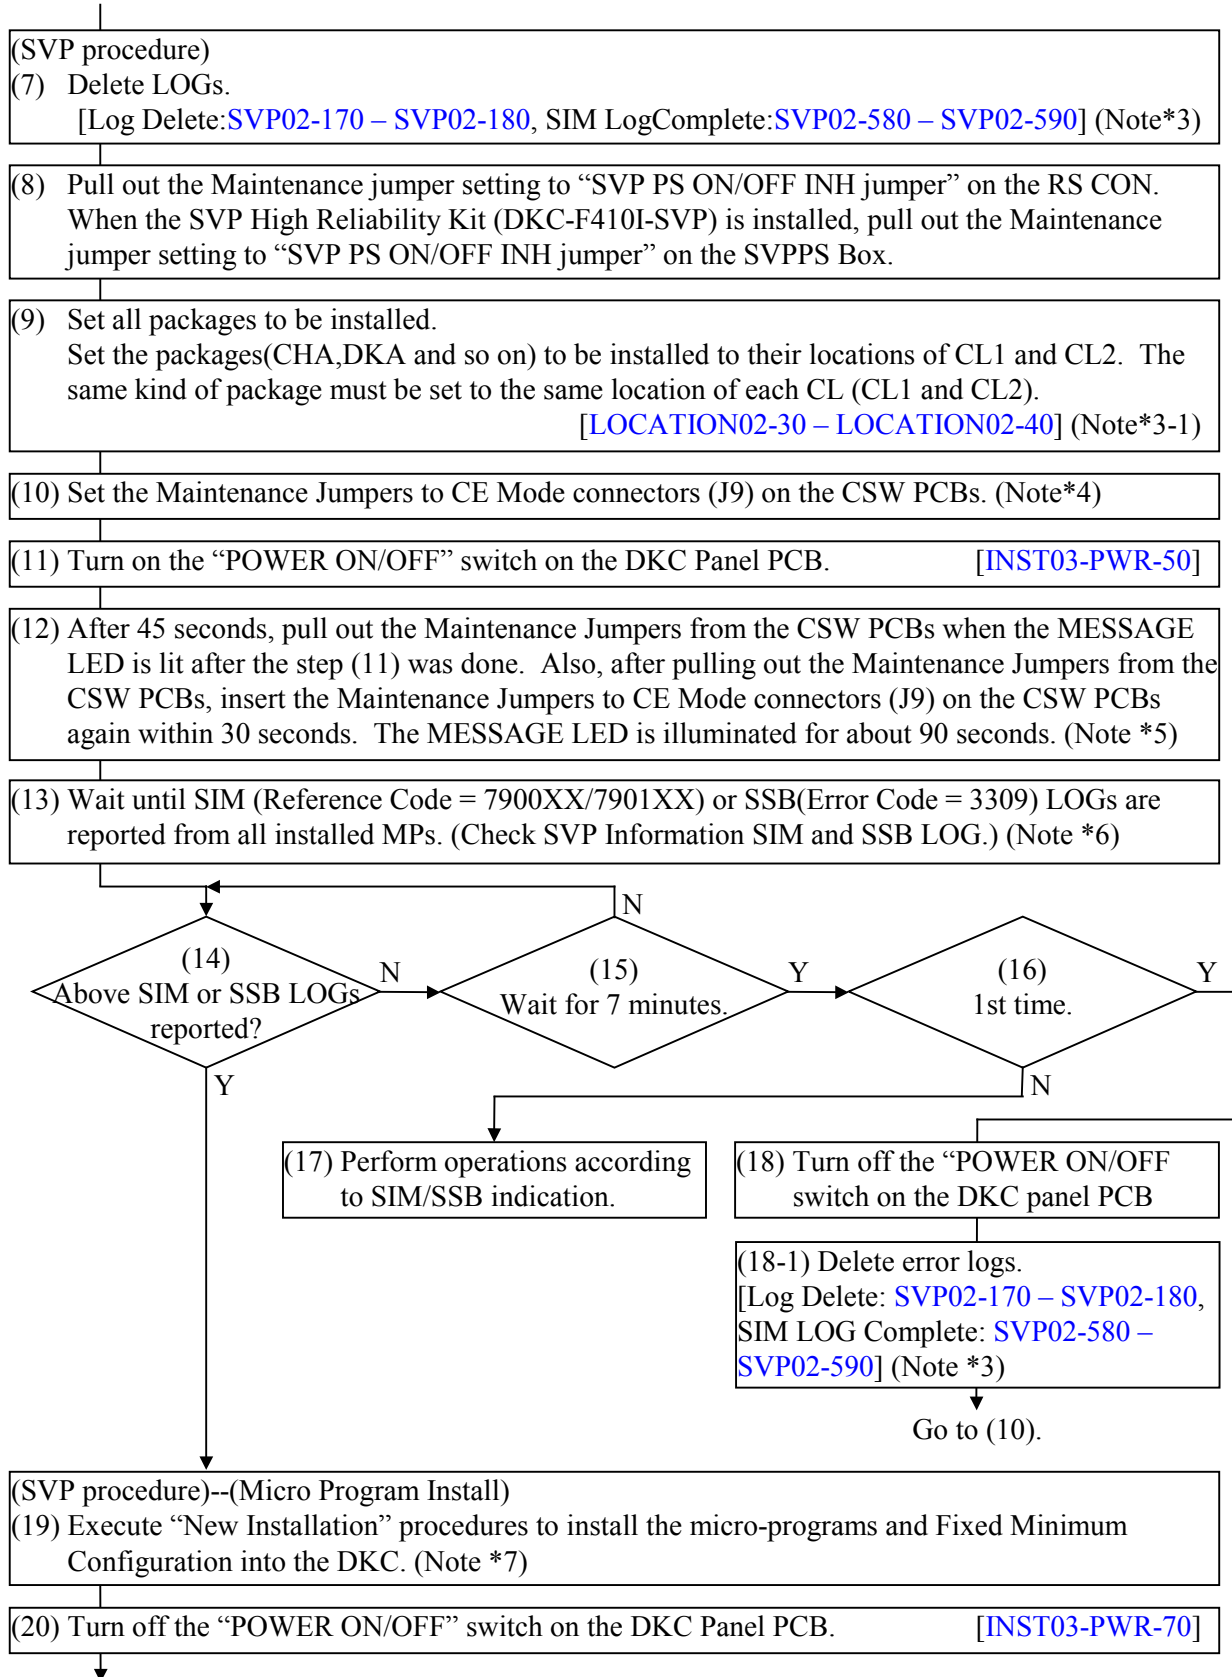 (SVP procedure)
(7) Delete LOGs.
[Log Delete:SVP02-170 – SVP02-180, SIM LogComplete:SVP02-580 – SVP02-590] (Note*3)
(8) Pull out the Maintenance jumper setting to “SVP PS ON/OFF INH jumper” on the RS CON.
When the SVP High Reliability Kit (DKC-F410I-SVP) is installed, pull out the Maintenance
jumper setting to “SVP PS ON/OFF INH jumper” on the SVPPS Box.
(9) Set all packages to be installed.
Set the packages(CHA,DKA and so on) to be installed to their locations of CL1 and CL2. The
same kind of package must be set to the same location of each CL (CL1 and CL2).
[LOCATION02-30 – LOCATION02-40] (Note*3-1)
(10) Set the Maintenance Jumpers to CE Mode connectors (J9) on the CSW PCBs. (Note*4)
(11) Turn on the “POWER ON/OFF” switch on the DKC Panel PCB. [INST03-PWR-50]
(12) After 45 seconds, pull out the Maintenance Jumpers from the CSW PCBs when the MESSAGE
LED is lit after the step (11) was done. Also, after pulling out the Maintenance Jumpers from the
CSW PCBs, insert the Maintenance Jumpers to CE Mode connectors (J9) on the CSW PCBs
again within 30 seconds. The MESSAGE LED is illuminated for about 90 seconds. (Note *5)
(13) Wait until SIM (Reference Code = 7900XX/7901XX) or SSB(Error Code = 3309) LOGs are
reported from all installed MPs. (Check SVP Information SIM and SSB LOG.) (Note *6)
(14)
Above SIM or SSB LOGs
reported?
N
Y
(15)
Wait for 7 minutes.
N
Y
(16)
1st time.
Y
N
(17) Perform operations according
to SIM/SSB indication.
(18) Turn off the “POWER ON/OFF
switch on the DKC panel PCB
(18-1) Delete error logs.
[Log Delete: SVP02-170 – SVP02-180,
SIM LOG Complete: SVP02-580 –
SVP02-590] (Note *3)
Go to (10).
(SVP procedure)--(Micro Program Install)
(19) Execute “New Installation” procedures to install the micro-programs and Fixed Minimum
Configuration into the DKC. (Note *7)
(20) Turn off the “POWER ON/OFF” switch on the DKC Panel PCB. [INST03-PWR-70]